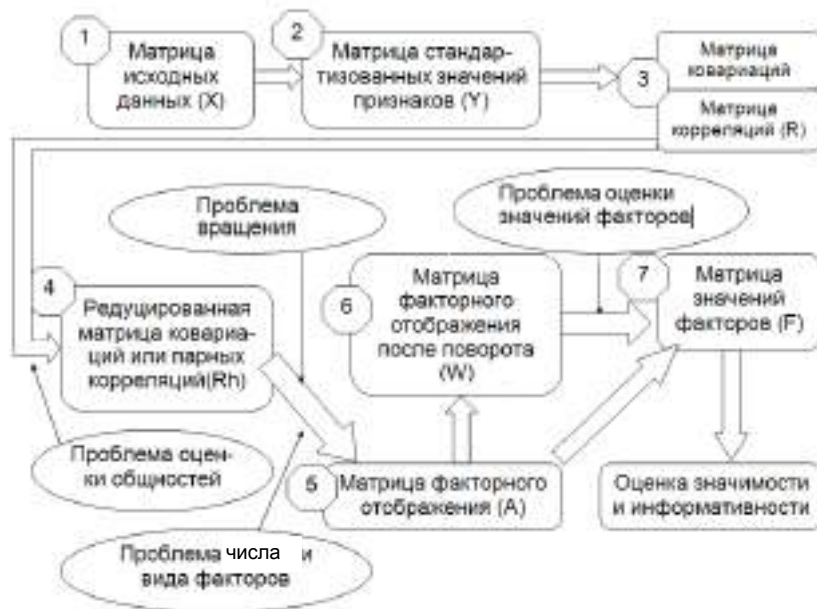 1
Матрица
исходных
данных (X)
2
Матрица стандар-
тизованных значений
признаков (Y)
3
Матрица
ковариаций
Матрица
корреляций (R)
Проблема
вращения
Проблема оценки
значений факторов
4
Редуцированная
матрица ковариа-
ций или парных
корреляций(Rh)
6
Матрица
факторного
отображения
после поворота
(W)
7
Матрица
значений
факторов (F)
Проблема оцен-
ки общностей
5
Матрица факторного
отображения (A)
Оценка значимости
и информативности
Проблема числа и
вида факторов